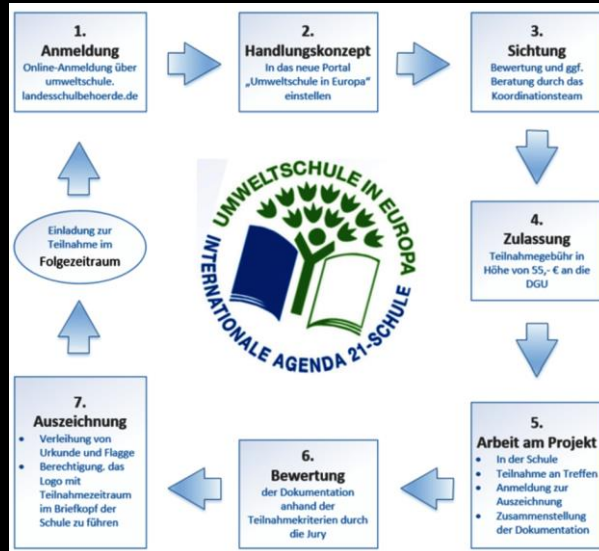 1.
Anmeldung
Online-Anmeldung über
umweltschule.
landesschulbehoerde.de
2.
Handlungskonzept
In das neue Portal
„Umweltschule in Europa“
einstellen
3.
Sichtung
Bewertung und ggf.
Beratung durch das
Koordinationsteam
4.
Zulassung
Teilnahmegebühr in
Höhe von 55,- € an die
DGU
5.
Arbeit am Projekt
• In der Schule
• Teilnahme an Treffen
• Anmeldung zur
Auszeichnung
• Zusammenstellung
der Dokumentation
6.
Bewertung
der Dokumentation
anhand der
Teilnahmekriterien durch
die Jury
7.
Auszeichnung
• Verleihung von
Urkunde und Flagge
• Berechtigung, das
Logo mit
Teilnahmezeitraum
im Briefkopf der
Schule zu führen
Einladung zur
Teilnahme im
Folgezeitraum
UMWELTSCHULE IN EUROPA
INTERNATIONALE AGENDA 21-SCHULE